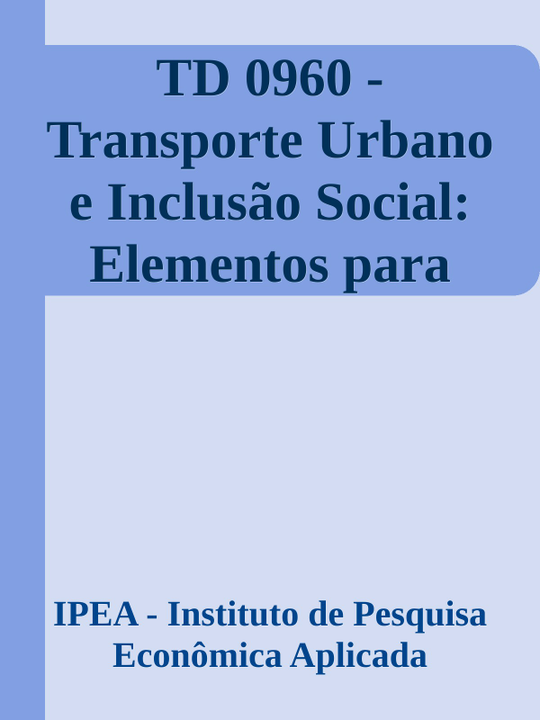 TD 0960 -
Transporte Urbano
e Inclusão Social:
Elementos para
IPEA - Instituto de Pesquisa
Econômica Aplicada